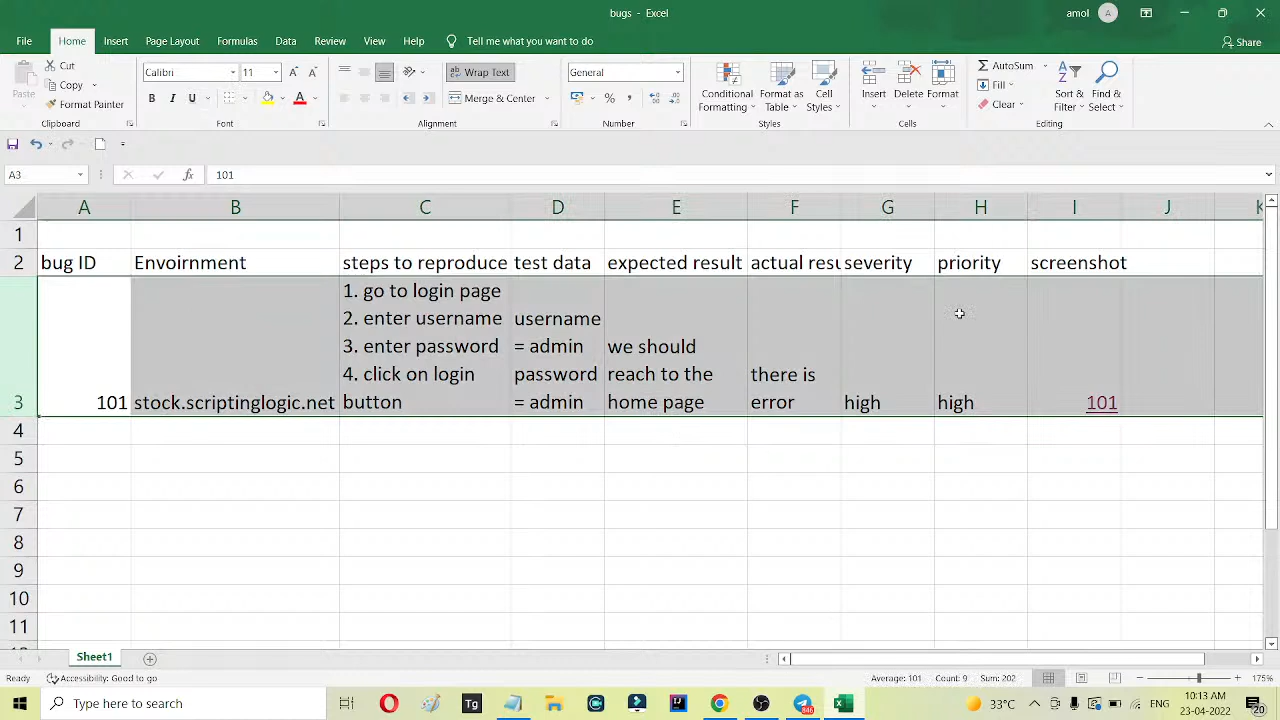 bugs - Excel
amol
A
File
Home
Insert
Page Layout
Formulas
Data
Review
View
Help
Tell me what you want to do
Share
Paste
Cut
Copy
Format Painter
Clipboard
Calibri
11
B
I
U
Font
Wrap Text
Merge & Center
Alignment
General
%
Number
Conditional
Formatting
Format as
Table
Cell
Styles
Styles
Insert
Delete
Format
Cells
AutoSum
Fill
Clear
Sort &
Filter
Find &
Select
Editing
A3
fx
101
A B C D E F G H I J K
1
2 bug ID Envoirnment steps to reproduce test data expected result actual resu severity priority screenshot
1. go to login page
2. enter username username
3. enter password = admin we should
4. click on login password reach to the there is
3 101 stock.scriptinglogic.net button = admin home page error high high 101
4
5
6
7
8
9
10
11
Sheet1
Ready
Accessibility: Good to go
Average: 101 Count: 9 Sum: 202
175%
Type here to search
Tg
33°C
ENG
10:13 AM
23-04-2022
20